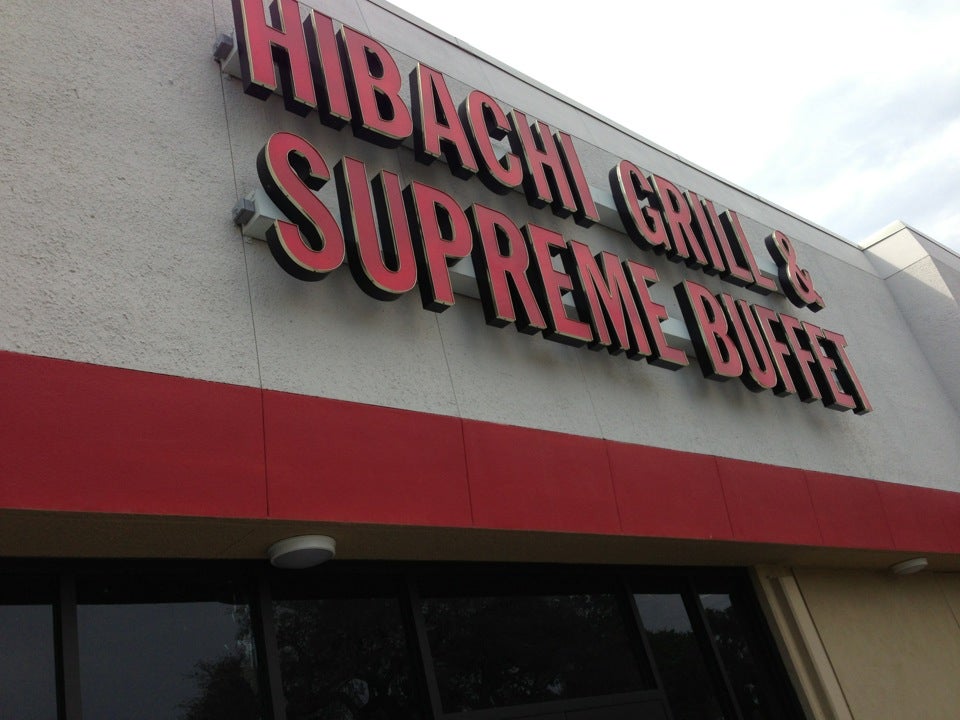 HIBACHI GRILL &
SUPREME BUFFET